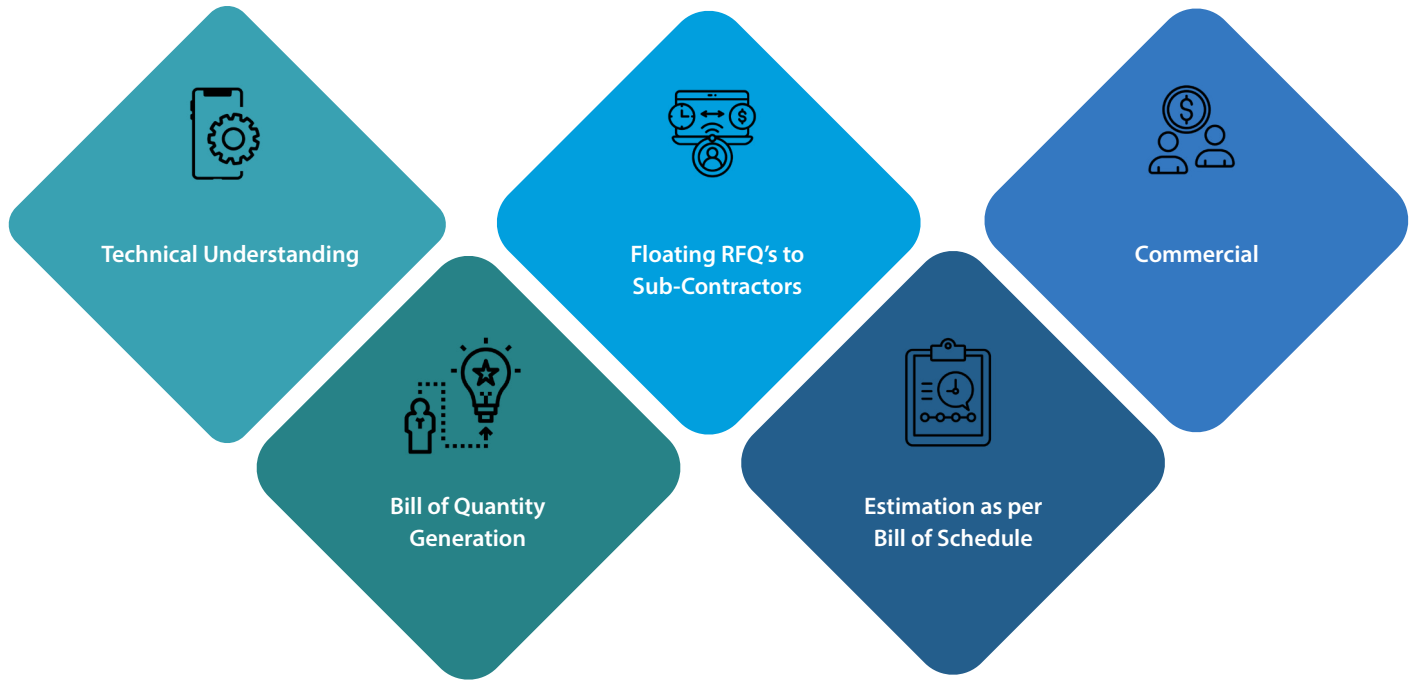 Technical Understanding
Bill of Quantity
Generation
Floating RFQ's to
Sub-Contractors
Estimation as per
Bill of Schedule
Commercial